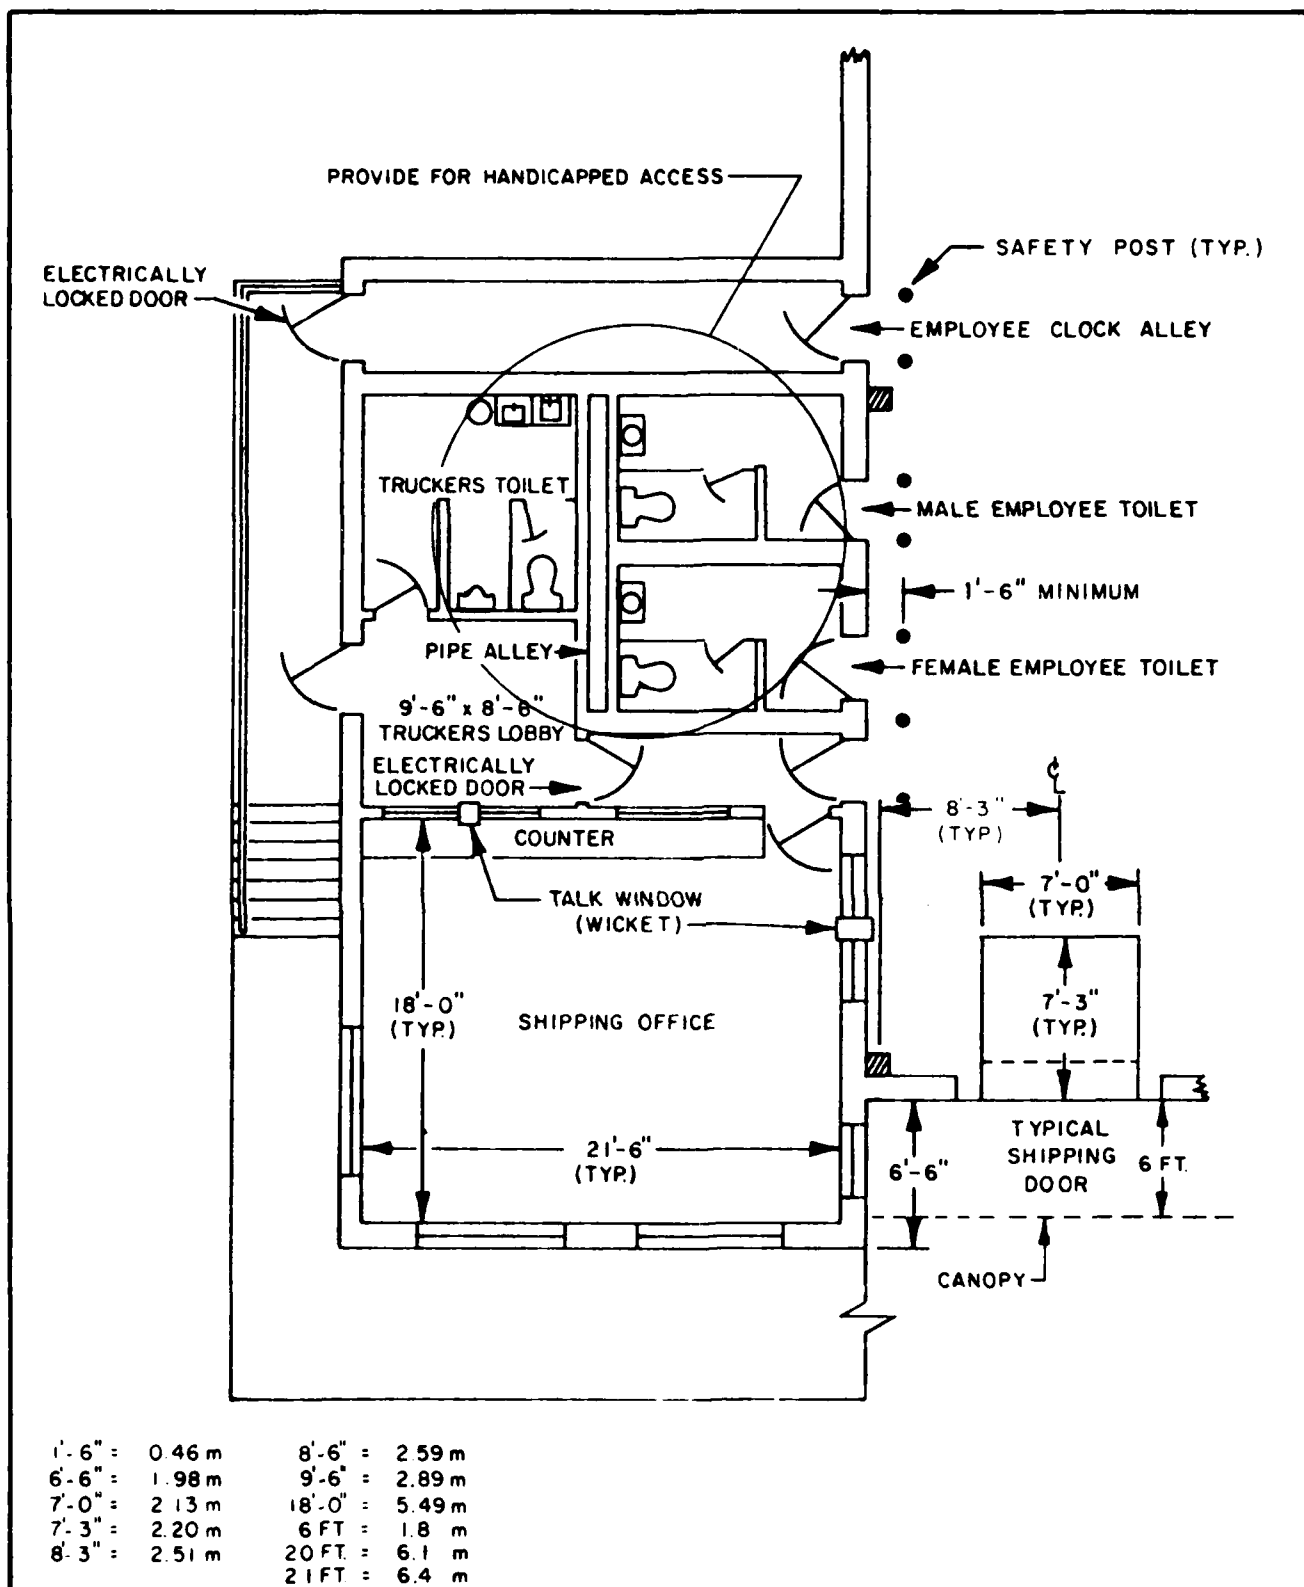 PROVIDE FOR HANDICAPPED ACCESS
SAFETY POST (TYP.)
ELECTRICALLY
LOCKED DOOR
EMPLOYEE CLOCK ALLEY
TRUCKERS TOILET
MALE EMPLOYEE TOILET
1'-6" MINIMUM
PIPE ALLEY
FEMALE EMPLOYEE TOILET
9'-6" x 8'-6"
TRUCKERS LOBBY
ELECTRICALLY
LOCKED DOOR
℄
8'-3"
(TYP.)
COUNTER
7'-0"
(TYP.)
TALK WINDOW
(WICKET)
18'-0"
(TYP.)
SHIPPING OFFICE
7'-3"
(TYP.)
21'-6"
(TYP.)
6'-6"
TYPICAL
SHIPPING
DOOR
6 FT.
CANOPY
1'-6" = 0.46 m
6'-6" = 1.98 m
7'-0" = 2.13 m
7'-3" = 2.20 m
8'-3" = 2.51 m
8'-6" = 2.59 m
9'-6" = 2.89 m
18'-0" = 5.49 m
6 FT = 1.8 m
20 FT. = 6.1 m
21 FT. = 6.4 m